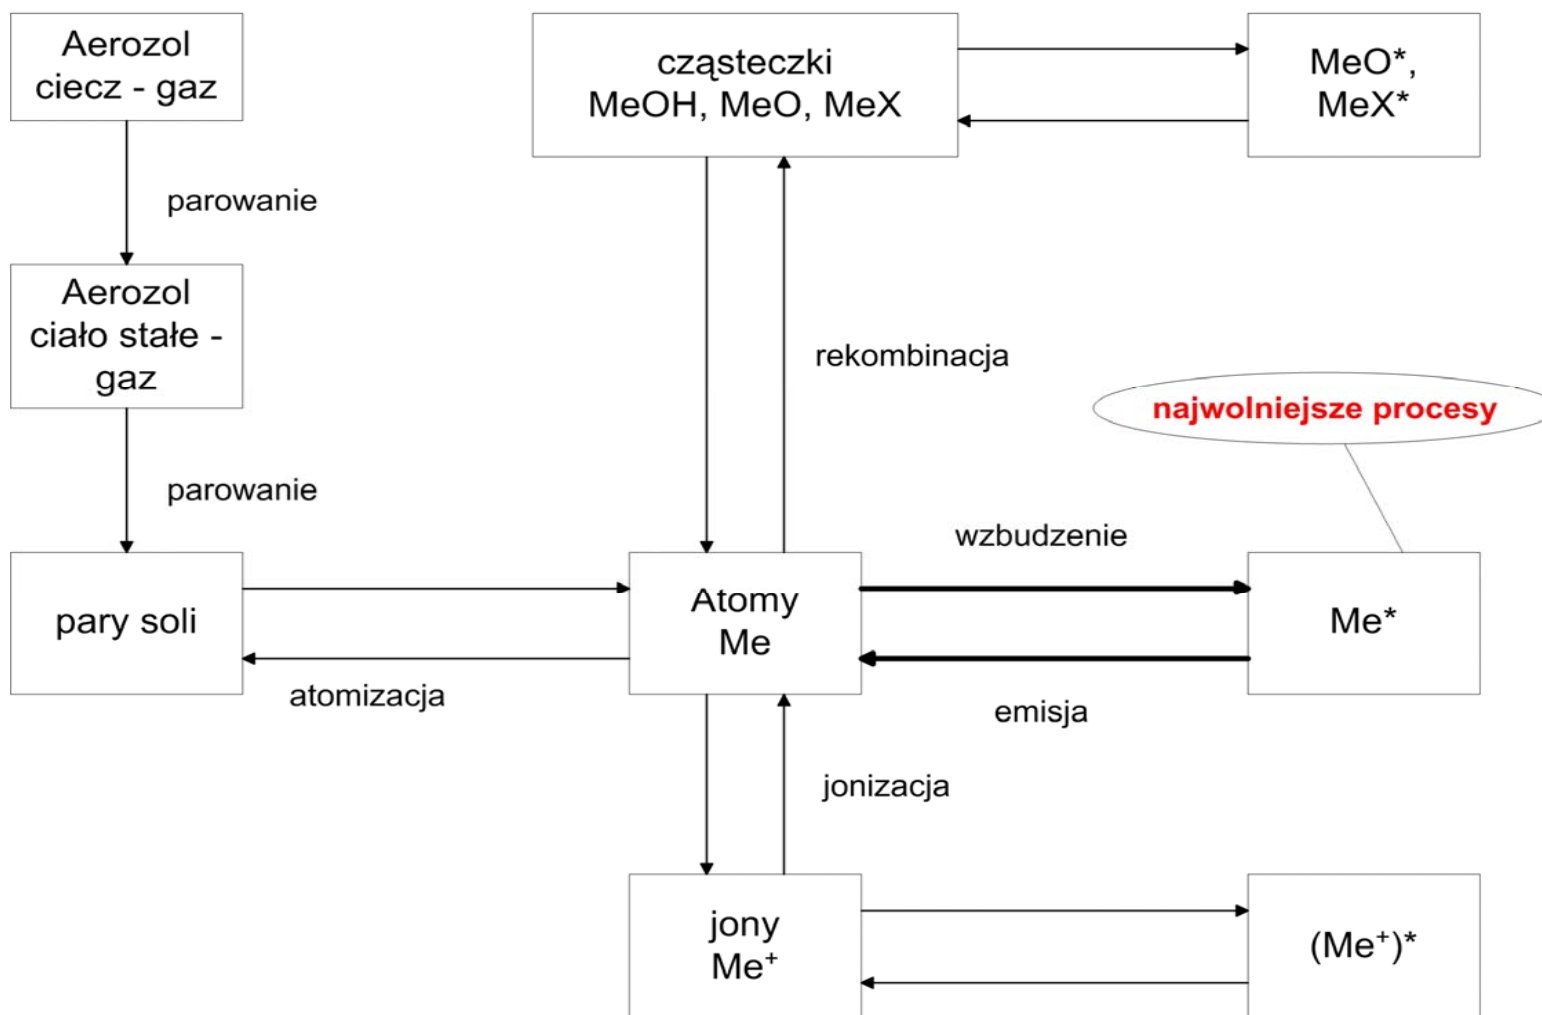 Aerozol
ciecz - gaz
cząsteczki
MeOH, MeO, MeX
MeO*,
MeX*
parowanie
Aerozol
ciało stałe -
gaz
rekombinacja
najwolniejsze procesy
parowanie
wzbudzenie
pary soli
Atomy
Me
Me*
atomizacja
emisja
jonizacja
jony
Me⁺
(Me⁺)*